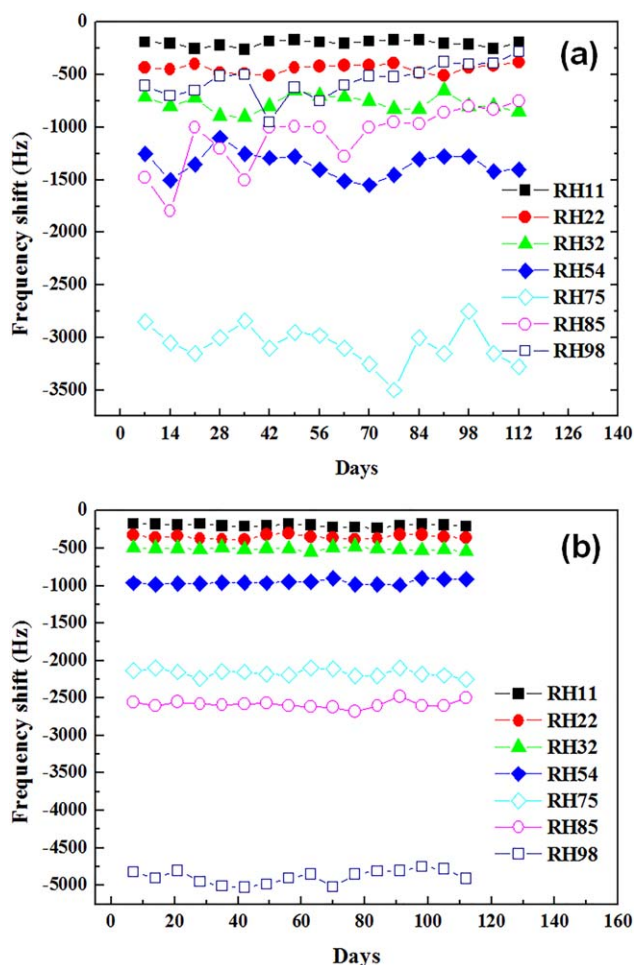 0
-500
-1000
-1500
-2000
-2500
-3000
-3500
Frequency shift (Hz)
(a)
RH11
RH22
RH32
RH54
RH75
RH85
RH98
0 14 28 42 56 70 84 98 112 126 140
Days
0
-500
-1000
-1500
-2000
-2500
-3000
-3500
-4000
-4500
-5000
Frequency shift (Hz)
(b)
RH11
RH22
RH32
RH54
RH75
RH85
RH98
0 20 40 60 80 100 120 140 160
Days